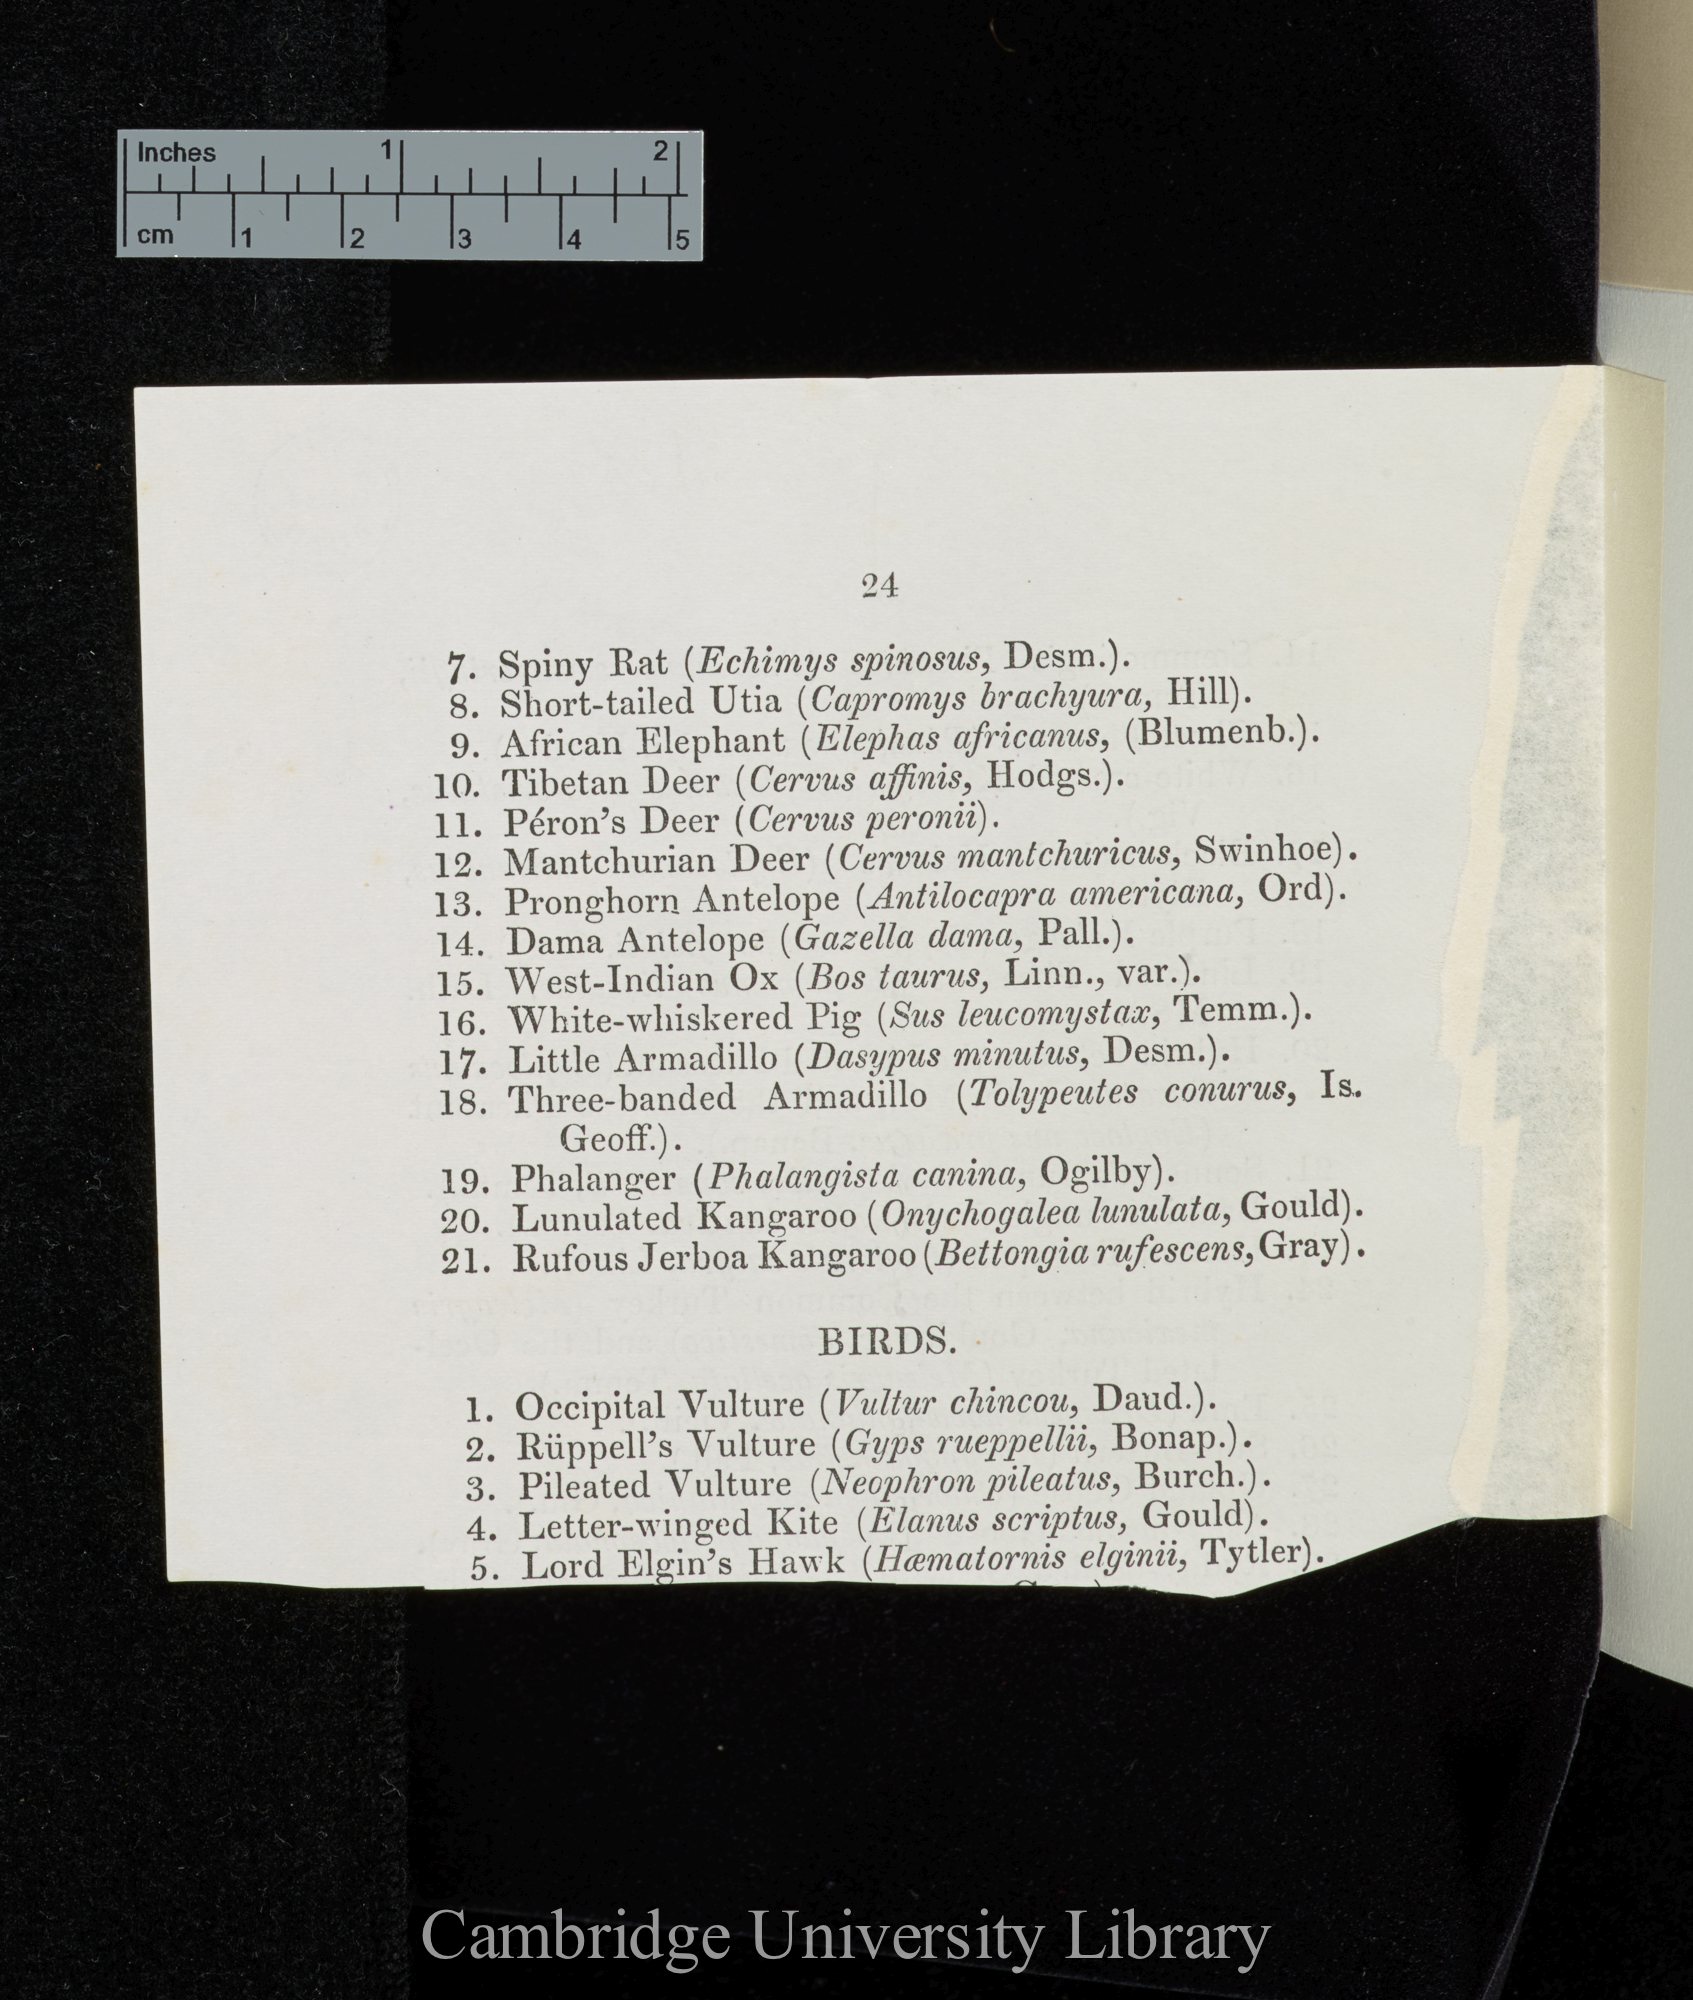 Inches 1 2
cm 1 2 3 4 5
24
7. Spiny Rat (Echimys spinosus, Desm.).
8. Short-tailed Utia (Capromys brachyura, Hill).
9. African Elephant (Elephas africanus, (Blumenb.).
10. Tibetan Deer (Cervus affinis, Hodgs.).
11. Péron's Deer (Cervus peronii).
12. Mantchurian Deer (Cervus mantchuricus, Swinhoe).
13. Pronghorn Antelope (Antilocapra americana, Ord).
14. Dama Antelope (Gazella dama, Pall.).
15. West-Indian Ox (Bos taurus, Linn., var.).
16. White-whiskered Pig (Sus leucomystax, Temm.).
17. Little Armadillo (Dasypus minutus, Desm.).
18. Three-banded Armadillo (Tolypeutes conurus, Is.
Geoff.).
19. Phalanger (Phalangista canina, Ogilby).
20. Lunulated Kangaroo (Onychogalea lunulata, Gould).
21. Rufous Jerboa Kangaroo (Bettongia rufescens, Gray).
BIRDS.
1. Occipital Vulture (Vultur chincou, Daud.).
2. Rüppell's Vulture (Gyps rueppellii, Bonap.).
3. Pileated Vulture (Neophron pileatus, Burch.).
4. Letter-winged Kite (Elanus scriptus, Gould).
5. Lord Elgin's Hawk (Hæmatornis elginii, Tytler).
Cambridge University Library